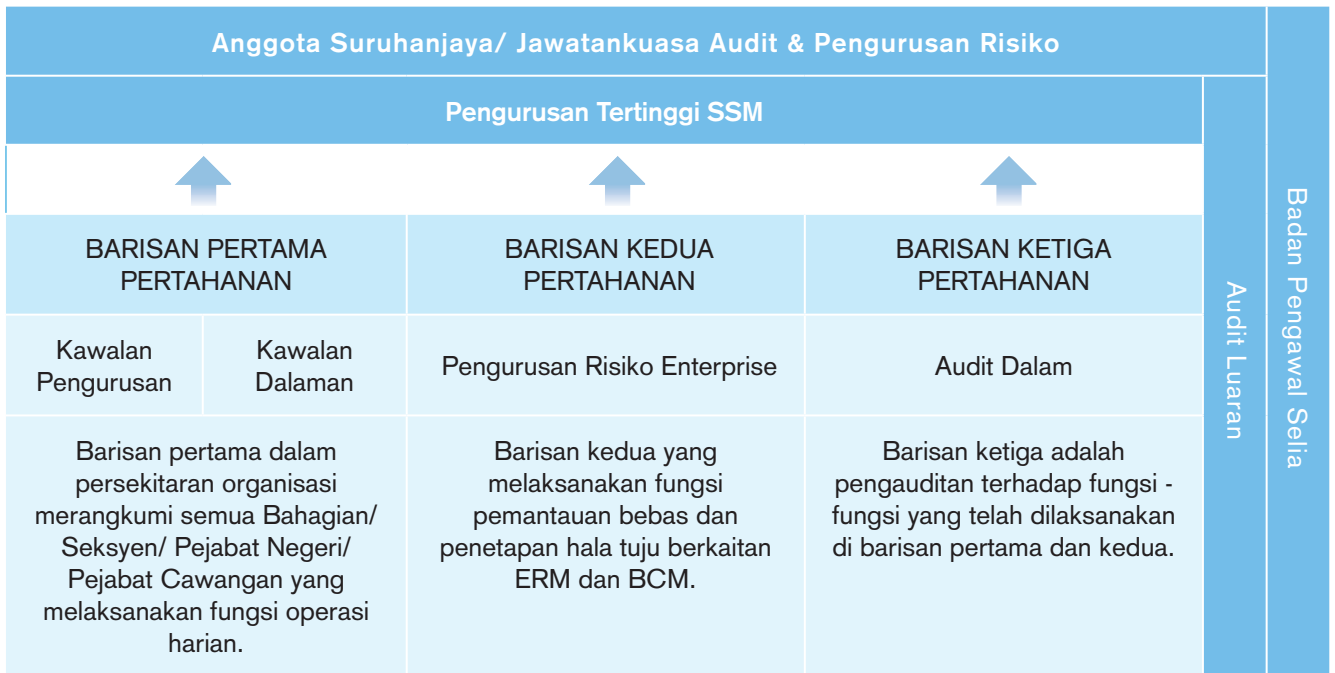 Anggota Suruhanjaya/ Jawatankuasa Audit & Pengurusan Risiko
Pengurusan Tertinggi SSM
BARISAN PERTAMA
PERTAHANAN
BARISAN KEDUA
PERTAHANAN
BARISAN KETIGA
PERTAHANAN
Kawalan
Pengurusan
Kawalan
Dalaman
Pengurusan Risiko Enterprise
Audit Dalam
Barisan pertama dalam
persekitaran organisasi
merangkumi semua Bahagian/
Seksyen/ Pejabat Negeri/
Pejabat Cawangan yang
melaksanakan fungsi operasi
harian.
Barisan kedua yang
melaksanakan fungsi
pemantauan bebas dan
penetapan hala tuju berkaitan
ERM dan BCM.
Barisan ketiga adalah
pengauditan terhadap fungsi -
fungsi yang telah dilaksanakan
di barisan pertama dan kedua.
Audit Luaran
Badan Pengawal Selia